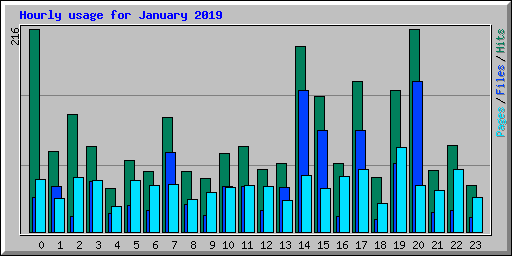 Hourly usage for January 2019
216
Pages / Files / Hits
0 1 2 3 4 5 6 7 8 9 10 11 12 13 14 15 16 17 18 19 20 21 22 23